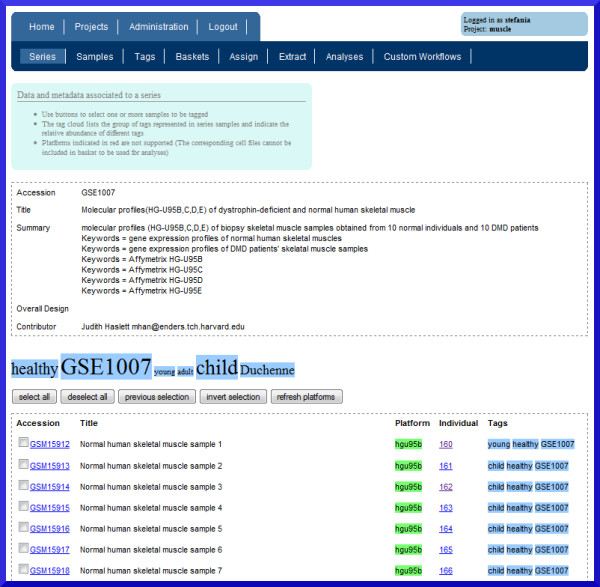 Home Projects Administration Logout
Logged in as stefania
Project: muscle
Series Samples Tags Baskets Assign Extract Analyses Custom Workflows
Data and metadata associated to a series
Use buttons to select one or more samples to be tagged
The tag cloud lists the group of tags represented in series samples and indicate the
relative abundance of different tags
Platforms indicated in red are not supported (The corresponding cell files cannot be
included in basket to be used for analyses)
Accession GSE1007
Title Molecular profiles(HG-U95B,C,D,E) of dystrophin-deficient and normal human skeletal muscle
Summary molecular profiles (HG-U95B,C,D,E) of biopsy skeletal muscle samples obtained from 10 normal individuals and 10 DMD patients
Keywords = gene expression profiles of normal human skeletal muscles
Keywords = gene expression profiles of DMD patients' skeletal muscle samples
Keywords = Affymetrix HG-U95B
Keywords = Affymetrix HG-U95C
Keywords = Affymetrix HG-U95D
Keywords = Affymetrix HG-U95E
Overall Design
Contributor Judith Haslett mhan@enders.tch.harvard.edu
healthy GSE1007 young adult child Duchenne
select all deselect all previous selection invert selection refresh platforms
Accession Title Platform Individual Tags
GSM15912 Normal human skeletal muscle sample 1 hgu95b 160 young healthy GSE1007
GSM15913 Normal human skeletal muscle sample 2 hgu95b 161 child healthy GSE1007
GSM15914 Normal human skeletal muscle sample 3 hgu95b 162 child healthy GSE1007
GSM15915 Normal human skeletal muscle sample 4 hgu95b 163 child healthy GSE1007
GSM15916 Normal human skeletal muscle sample 5 hgu95b 164 child healthy GSE1007
GSM15917 Normal human skeletal muscle sample 6 hgu95b 165 child healthy GSE1007
GSM15918 Normal human skeletal muscle sample 7 hgu95b 166 child healthy GSE1007